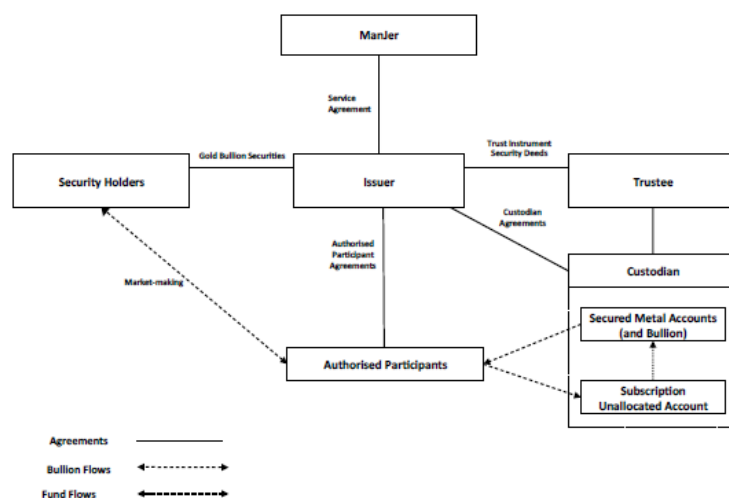 ManJer
Service
Agreement
Gold Bullion Securities
Trust Instrument
Security Deeds
Security Holders
Issuer
Trustee
Custodian
Agreements
Authorised
Participant
Agreements
Custodian
Market-making
Secured Metal Accounts
(and Bullion)
Authorised Participants
Subscription
Unallocated Account
Agreements
Bullion Flows
Fund Flows